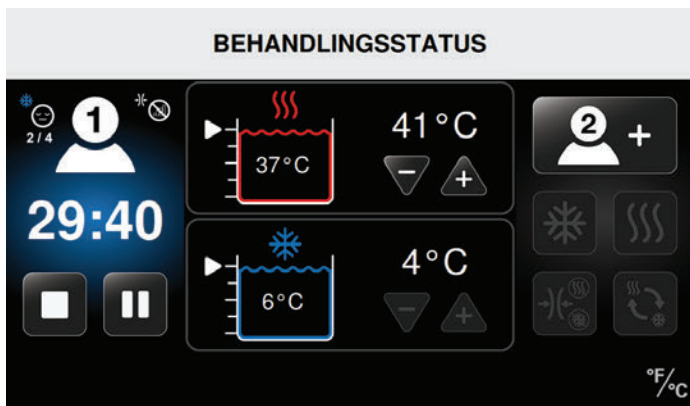 BEHANDLINGSSTATUS
2/4
1
29:40
37°C
41°C
6°C
4°C
2 +
°F/°C